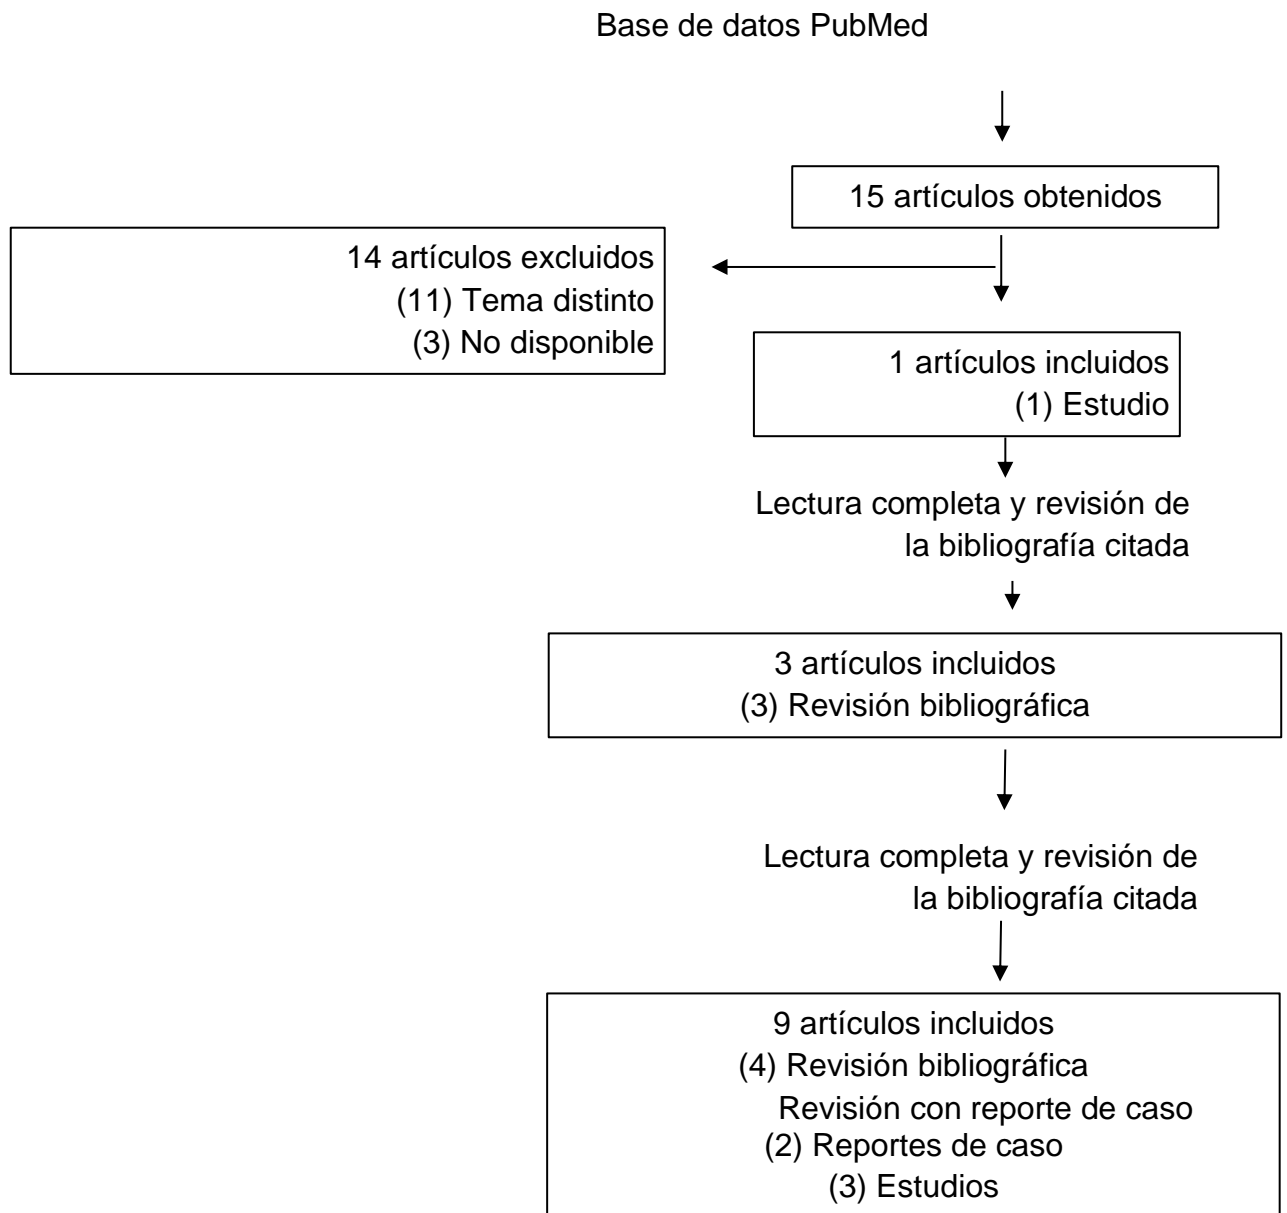 Base de datos PubMed
15 artículos obtenidos
14 artículos excluidos
(11) Tema distinto
(3) No disponible
1 artículos incluidos
(1) Estudio
Lectura completa y revisión de
la bibliografía citada
3 artículos incluidos
(3) Revisión bibliográfica
Lectura completa y revisión de
la bibliografía citada
9 artículos incluidos
(4) Revisión bibliográfica
Revisión con reporte de caso
(2) Reportes de caso
(3) Estudios